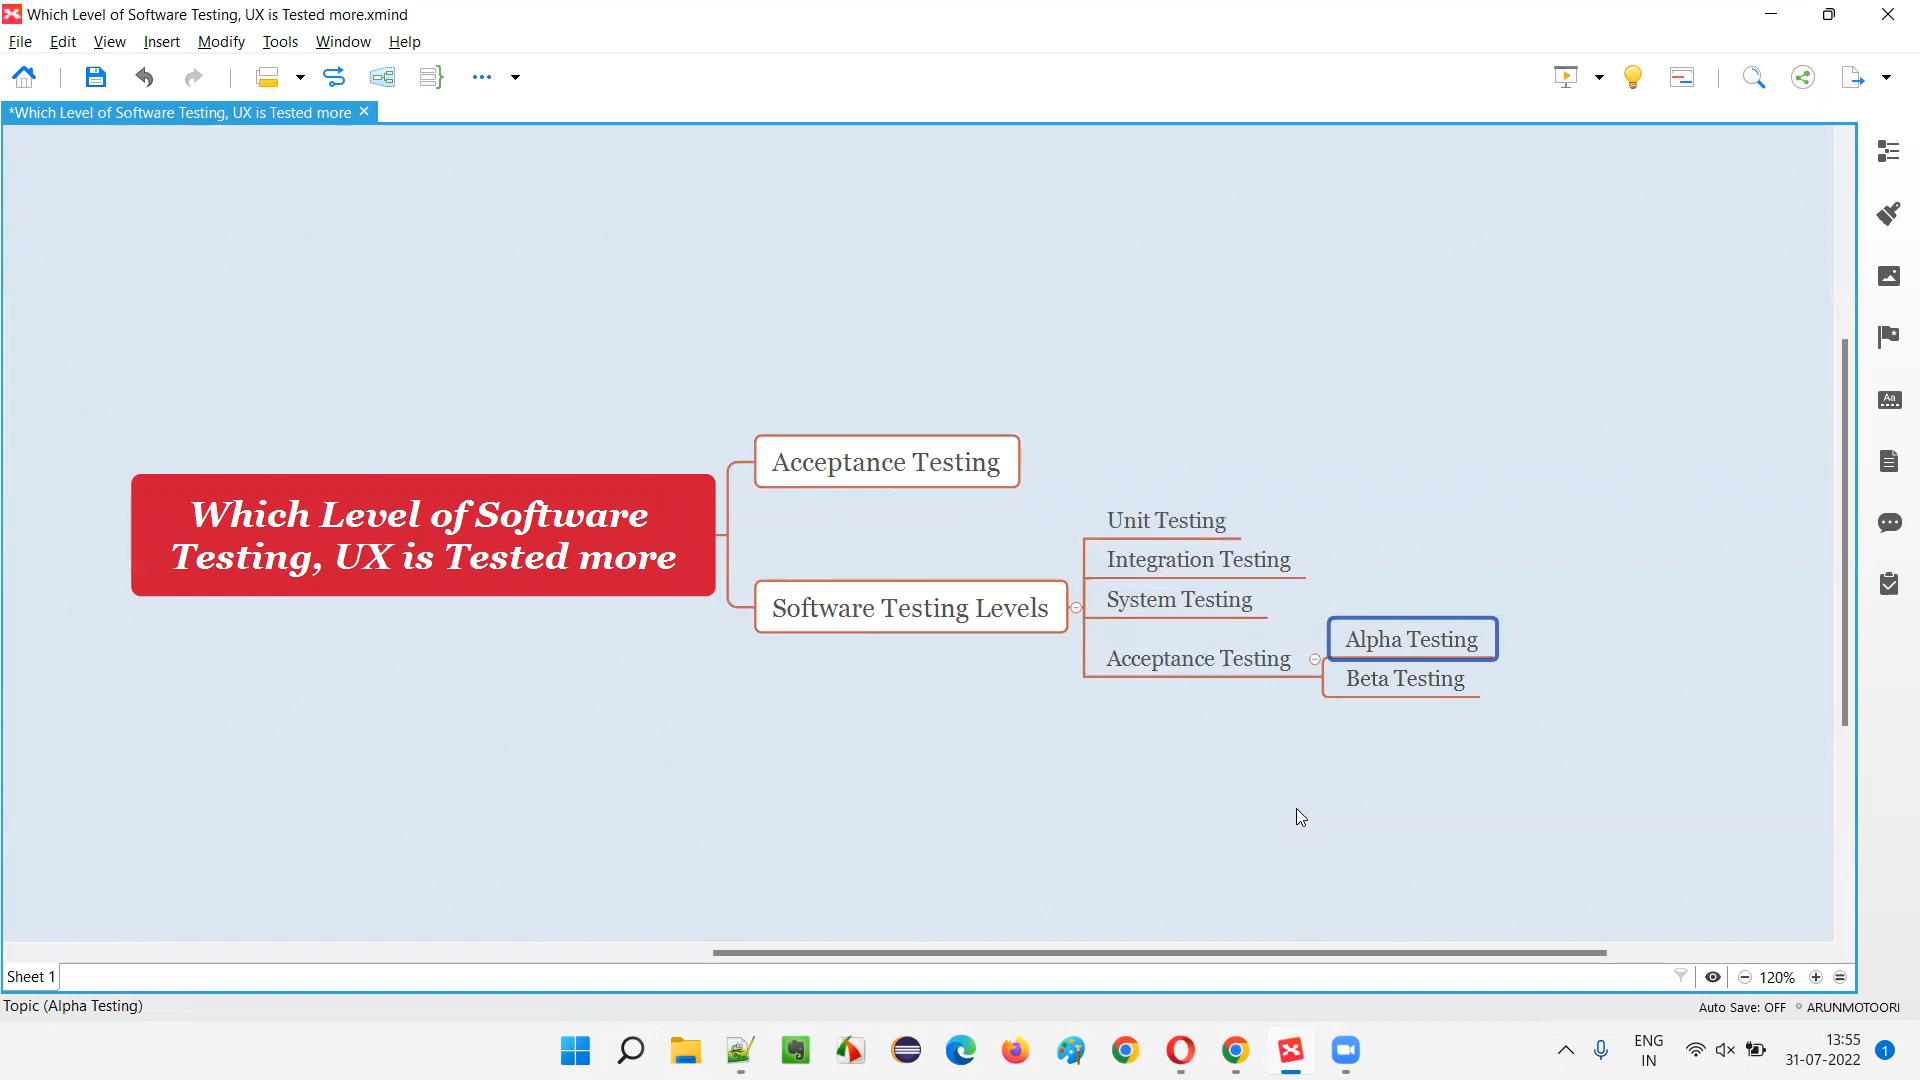 Which Level of Software Testing, UX is Tested more.xmind
File Edit View Insert Modify Tools Window Help
*Which Level of Software Testing, UX is Tested more
Acceptance Testing
Which Level of Software
Testing, UX is Tested more
Unit Testing
Integration Testing
Software Testing Levels
System Testing
Alpha Testing
Acceptance Testing
Beta Testing
Aa
Sheet 1
120%
Topic (Alpha Testing)
Auto Save: OFF
ARUNMOTOORI
ENG
IN
13:55
31-07-2022
1